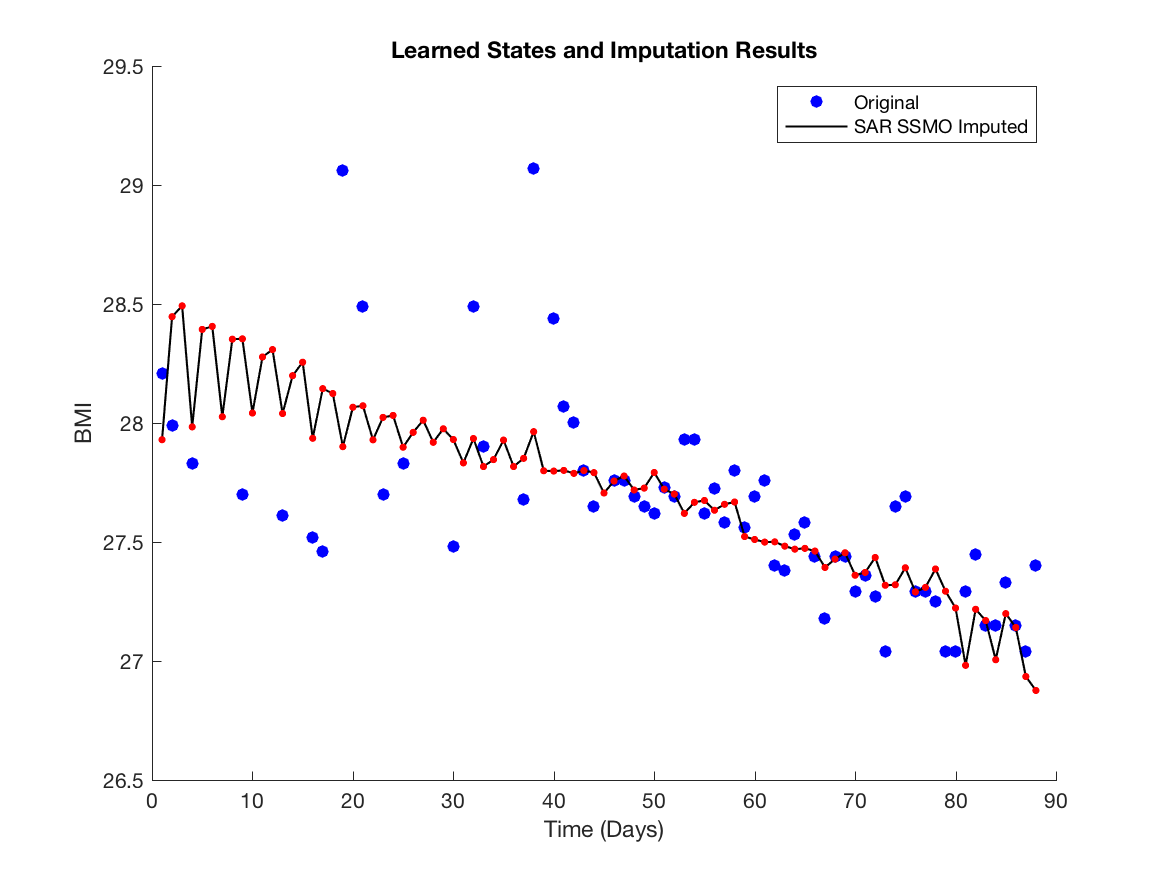 Learned States and Imputation Results
Original
SAR SSMO Imputed
29.5
29
28.5
28
27.5
27
26.5
BMI
0 10 20 30 40 50 60 70 80 90
Time (Days)